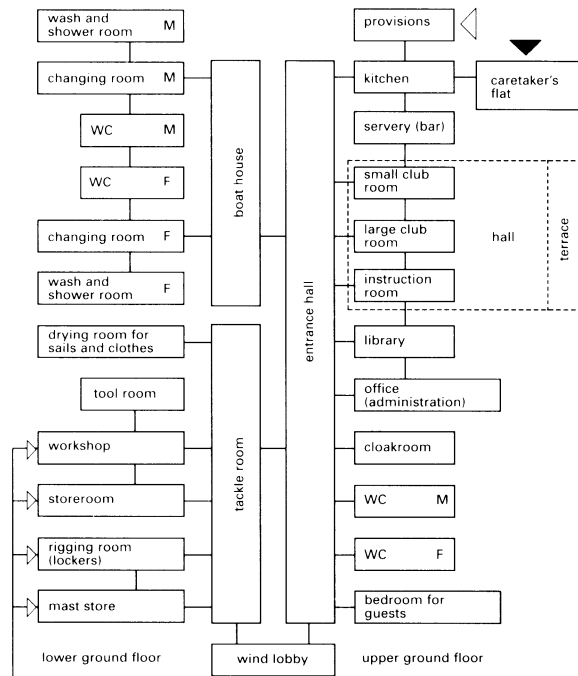 wash and
shower room M
changing room M
WC M
WC F
changing room F
wash and
shower room F
drying room for
sails and clothes
tool room
workshop
storeroom
rigging room
(lockers)
mast store
lower ground floor
boat house
tackle room
wind lobby
entrance hall
provisions
kitchen
caretaker's
flat
servery (bar)
small club
room
large club
room
instruction
room
hall
terrace
library
office
(administration)
cloakroom
WC M
WC F
bedroom for
guests
upper ground floor